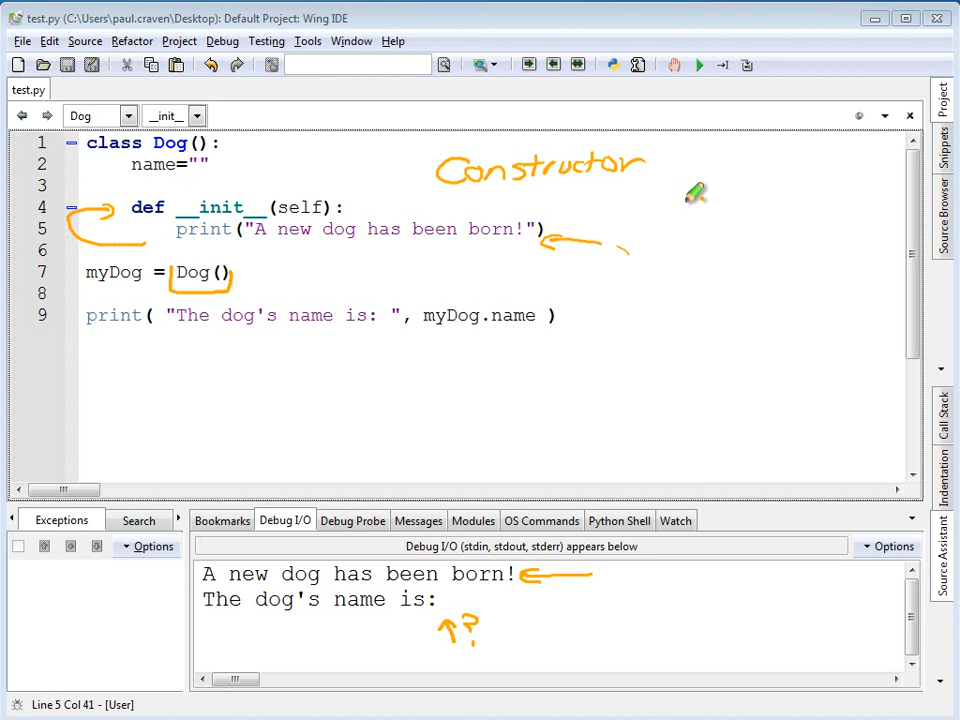 test.py (C:\Users\paul.craven\Desktop): Default Project: Wing IDE
File Edit Source Refactor Project Debug Testing Tools Window Help
test.py
Dog __init__
1 class Dog():
2 name=""
Constructor
3
4 def __init__(self):
5 print("A new dog has been born!")
6
7 myDog = Dog()
8
9 print( "The dog's name is: ", myDog.name )
Project
Snippets
Source Browser
Call Stack
Indentation
Source Assistant
Exceptions Search
Options
Bookmarks Debug I/O Debug Probe Messages Modules OS Commands Python Shell Watch
Debug I/O (stdin, stdout, stderr) appears below
Options
A new dog has been born!
The dog's name is:
?
Line 5 Col 41 - [User]